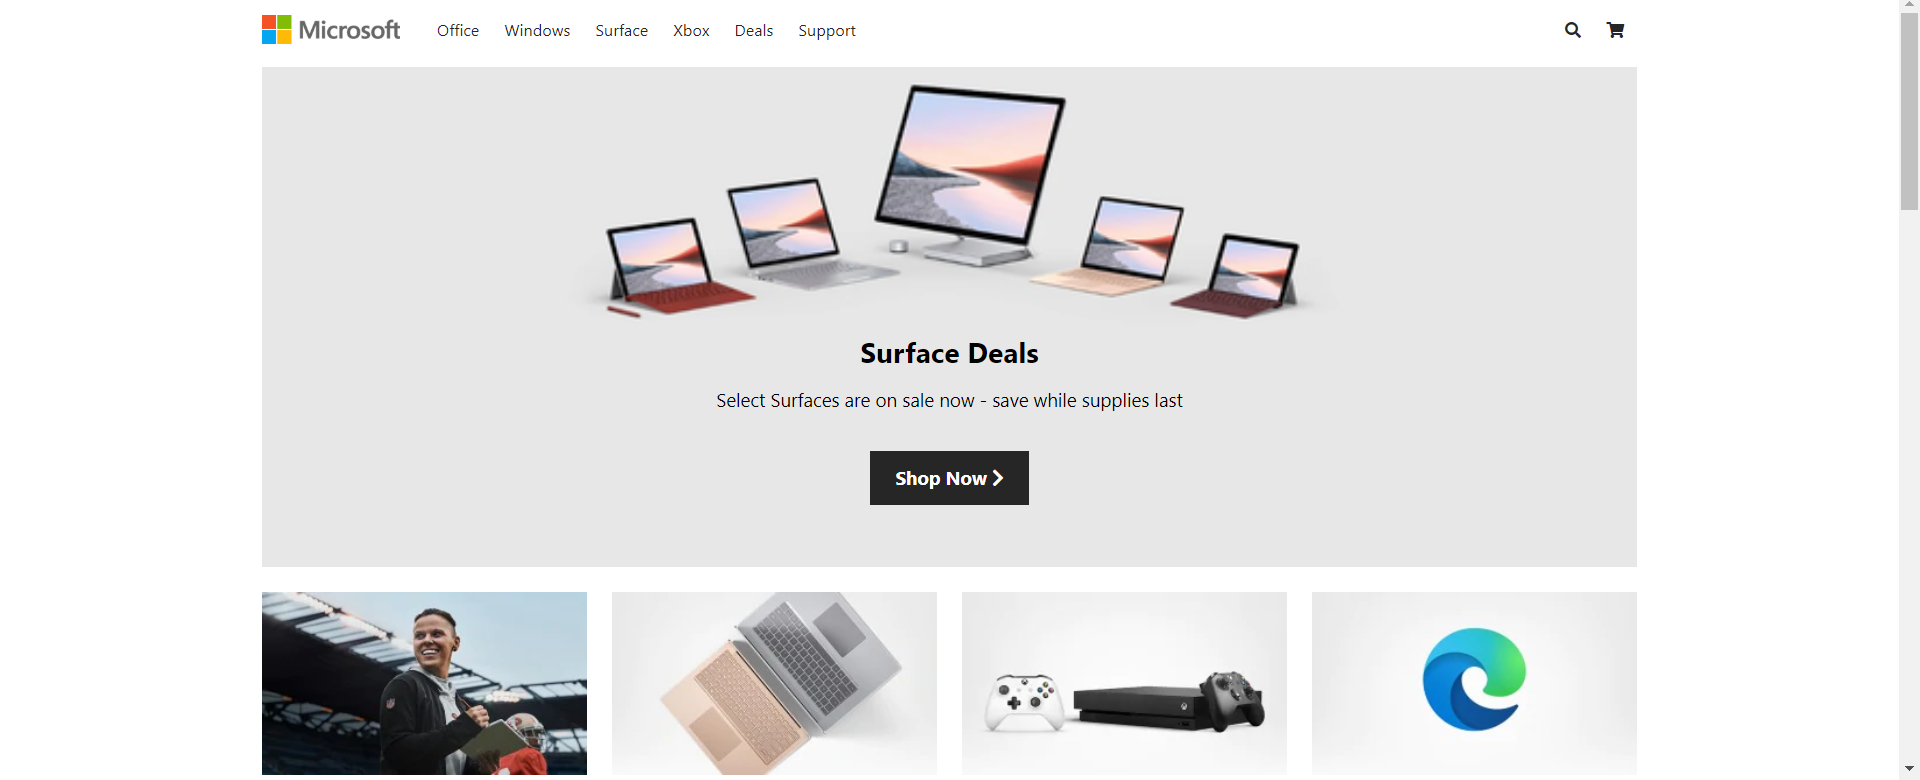 Microsoft Office Windows Surface Xbox Deals Support
Surface Deals
Select Surfaces are on sale now - save while supplies last
Shop Now